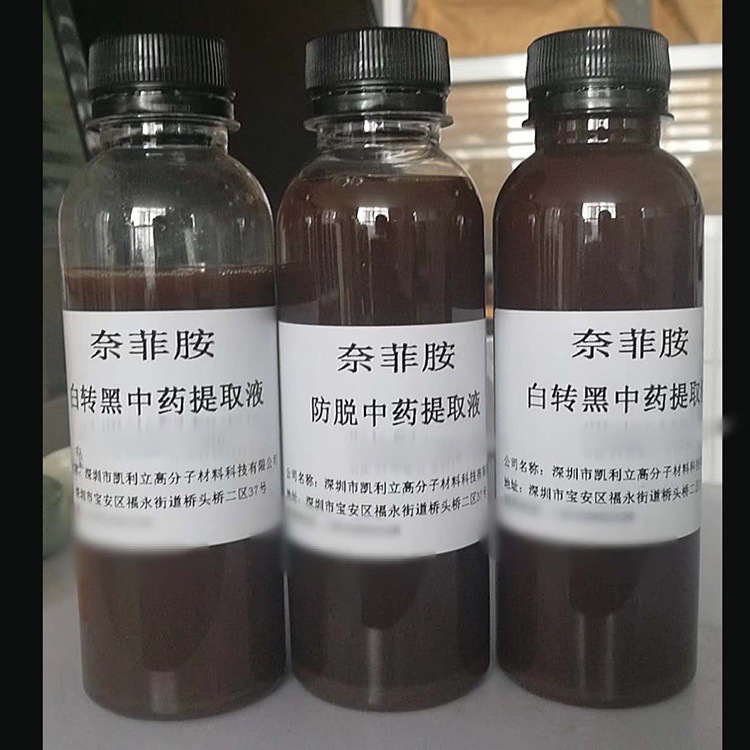 奈菲胺
白转黑中药提取液
深圳市凯利立高分子材料科技有限公司
深圳市宝安区福永街道桥头桥二区37号
奈菲胺
防脱中药提取液
公司名称：深圳市凯利立高分子材料科技有限
地址：深圳市宝安区福永街道桥头桥二区37号
奈菲胺
白转黑中药提取
公司名称：深圳市凯利立高分子材料科技
地址：深圳市宝安区福永街道桥头桥二区